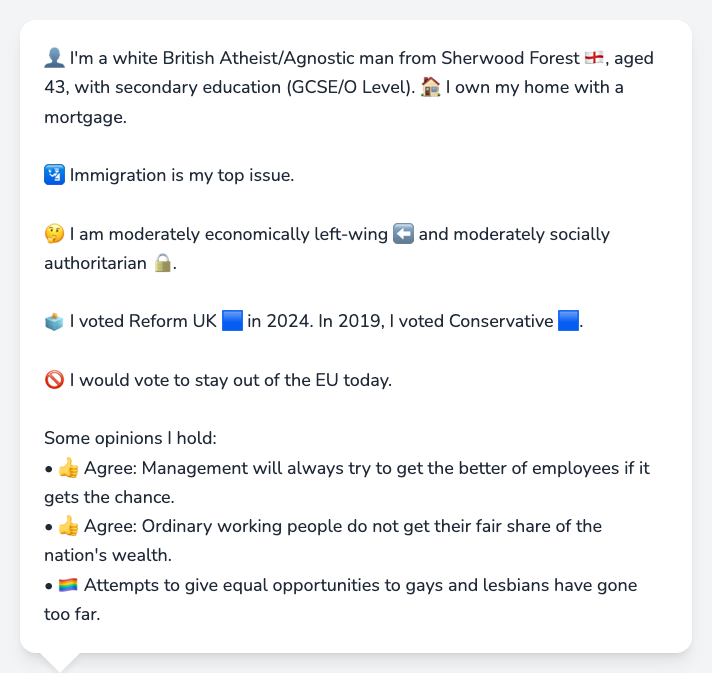 👤 I'm a white British Atheist/Agnostic man from Sherwood Forest 🏴󠁧󠁢󠁥󠁮󠁧󠁿, aged
43, with secondary education (GCSE/O Level). 🏠 I own my home with a
mortgage.
🛂 Immigration is my top issue.
🤔 I am moderately economically left-wing ⬅️ and moderately socially
authoritarian 🔒.
🗳️ I voted Reform UK 🟦 in 2024. In 2019, I voted Conservative 🟦.
🚫 I would vote to stay out of the EU today.
Some opinions I hold:
• 👍 Agree: Management will always try to get the better of employees if it
gets the chance.
• 👍 Agree: Ordinary working people do not get their fair share of the
nation's wealth.
• 🏳️‍🌈 Attempts to give equal opportunities to gays and lesbians have gone
too far.